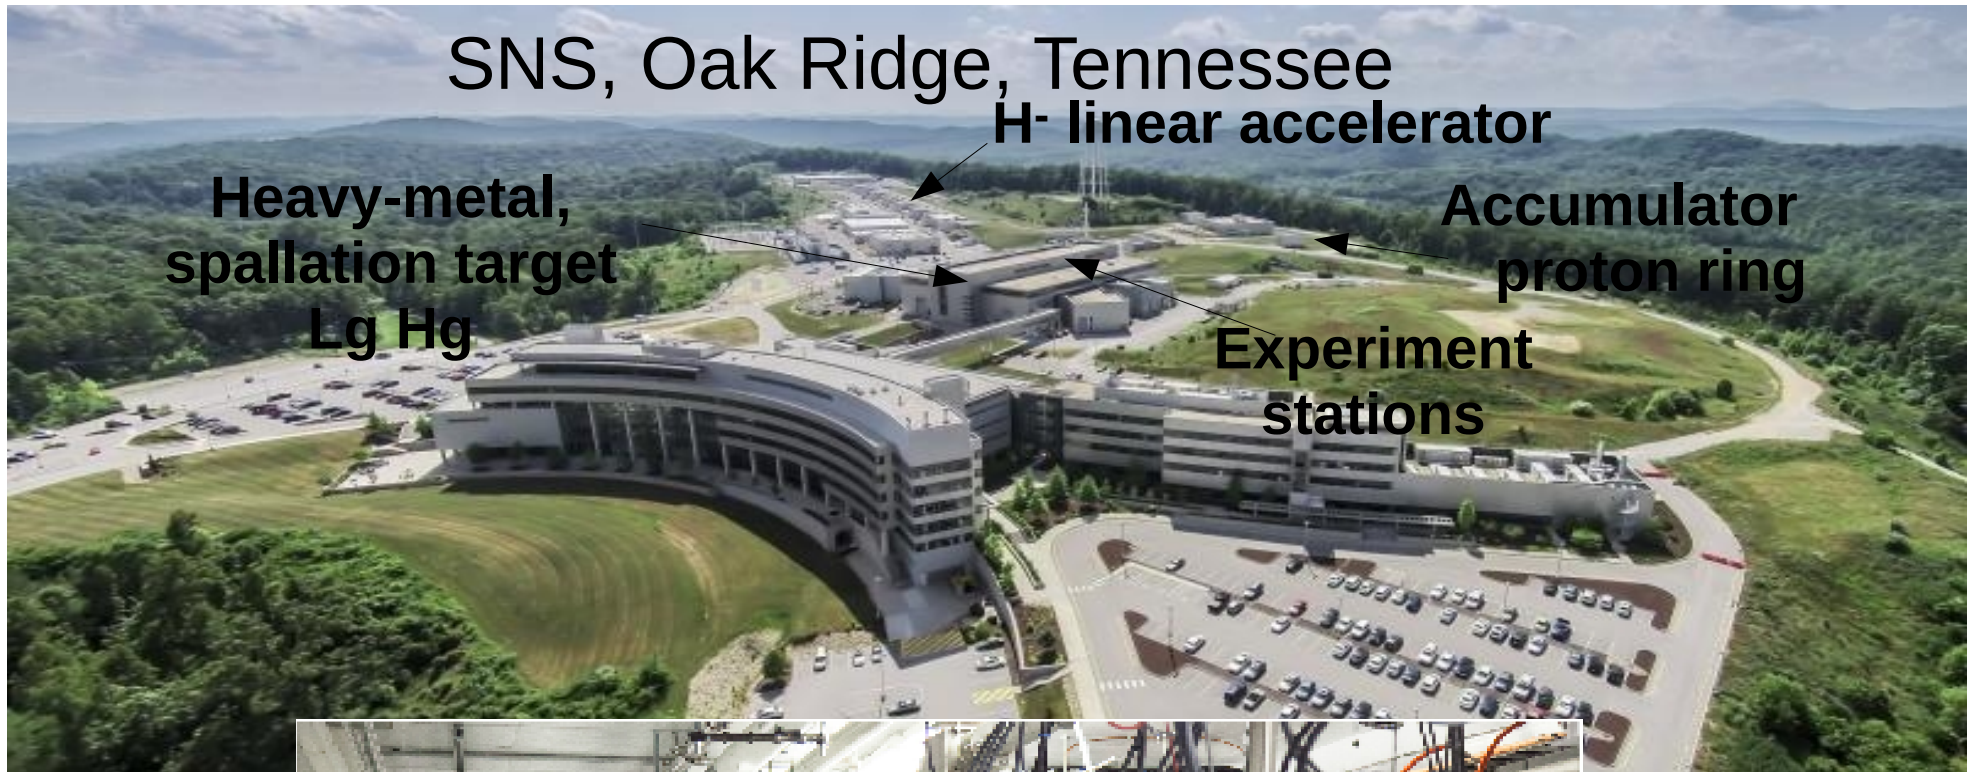 SNS, Oak Ridge, Tennessee
H- linear accelerator
Heavy-metal,
spallation target
Lg Hg
Accumulator
proton ring
Experiment
stations